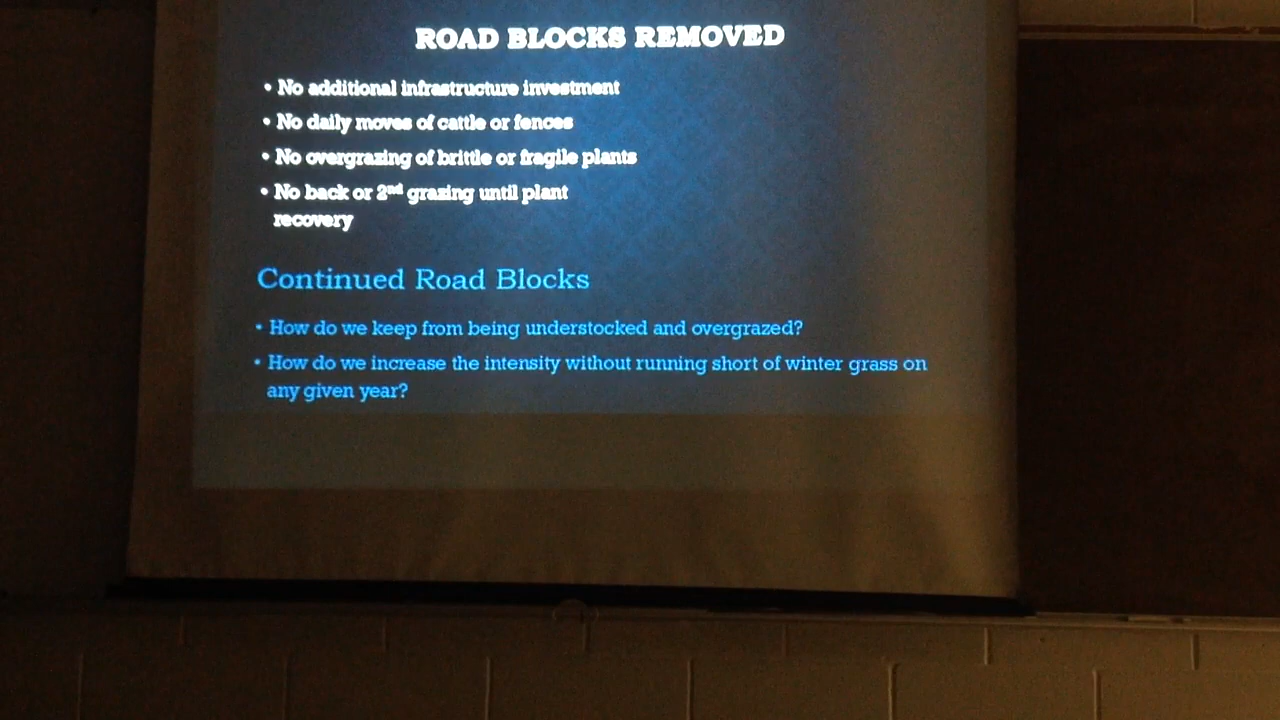 ROAD BLOCKS REMOVED
• No additional infrastructure investment
• No daily moves of cattle or fences
• No overgrazing of brittle or fragile plants
• No back or 2nd grazing until plant
recovery
Continued Road Blocks
• How do we keep from being understocked and overgrazed?
• How do we increase the intensity without running short of winter grass on
any given year?